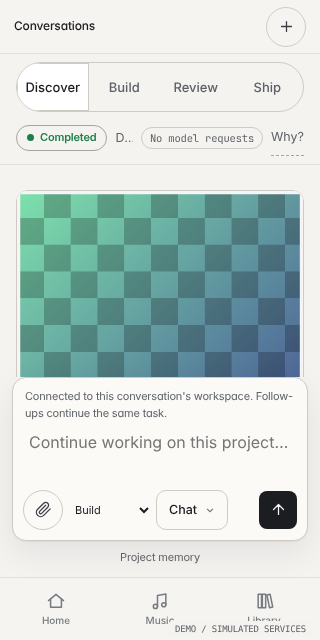 Conversations
Discover Build Review Ship
Completed D... No model requests Why?
Connected to this conversation's workspace. Follow-
ups continue the same task.
Continue working on this project...
Build Chat
Project memory
Home Music Library
DEMO / SIMULATED SERVICES